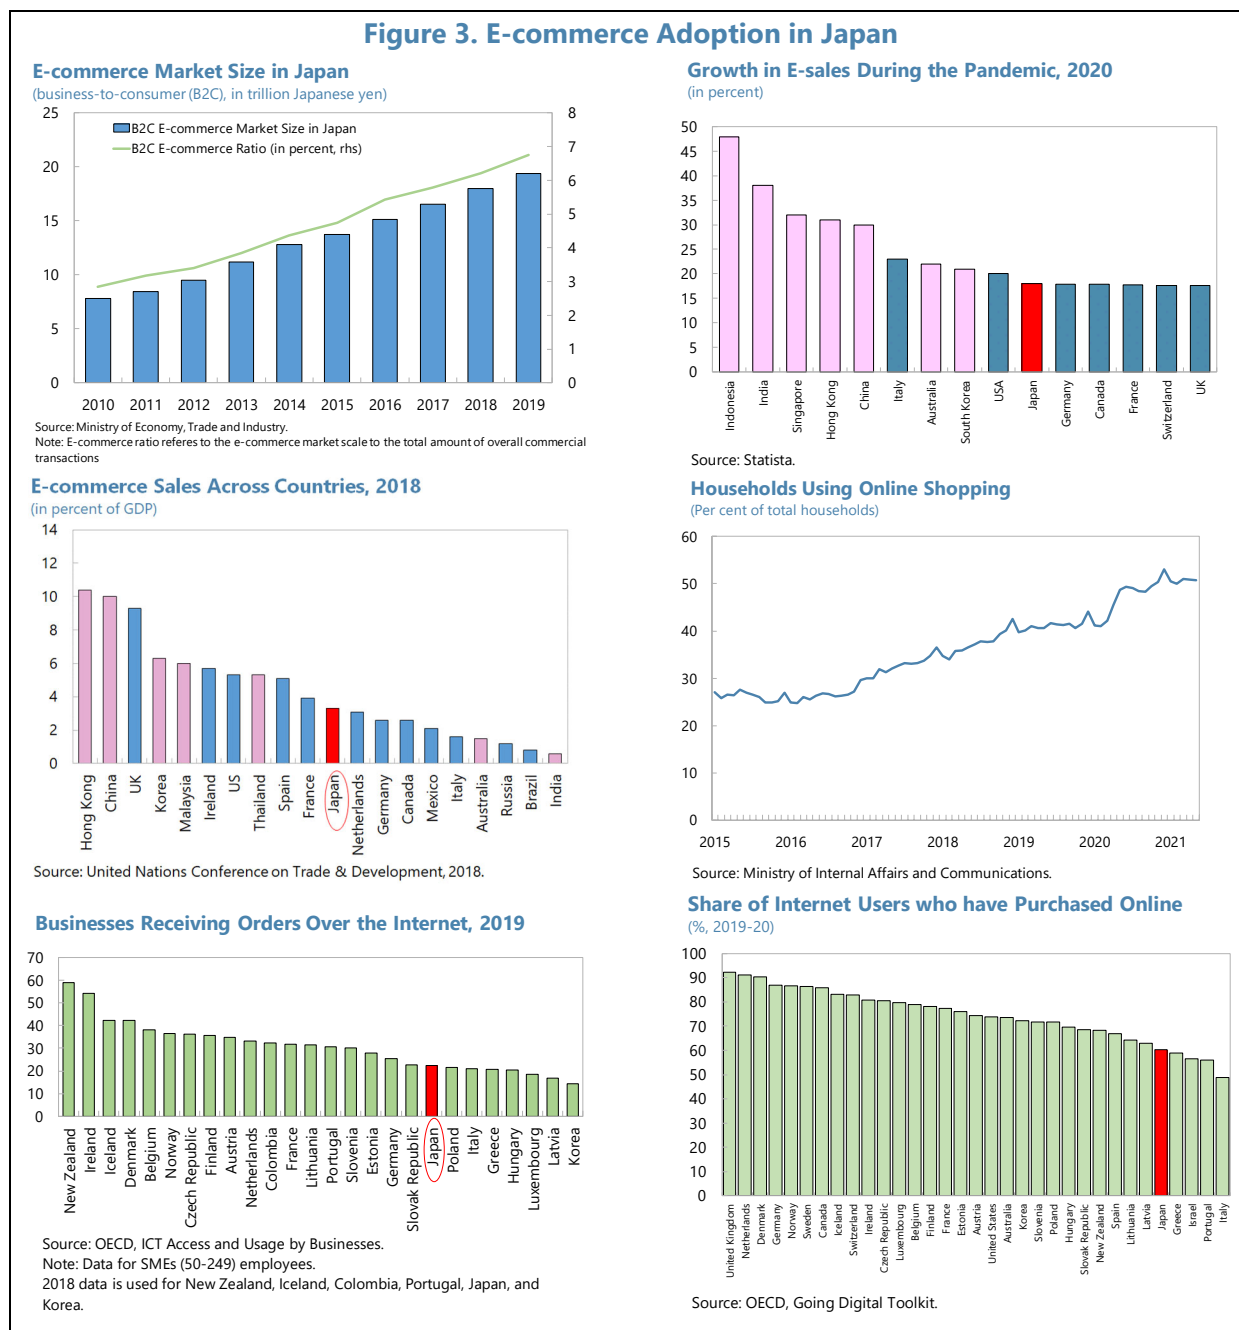 Figure 3. E-commerce Adoption in Japan
E-commerce Market Size in Japan
(business-to-consumer (B2C), in trillion Japanese yen)
25
20
15
10
5
0
8
7
6
5
4
3
2
1
0
B2C E-commerce Market Size in Japan
B2C E-commerce Ratio (in percent, rhs)
2010 2011 2012 2013 2014 2015 2016 2017 2018 2019
Source: Ministry of Economy, Trade and Industry.
Note: E-commerce ratio referes to the e-commerce market scale to the total amount of overall commercial
transactions
Growth in E-sales During the Pandemic, 2020
(in percent)
50
45
40
35
30
25
20
15
10
5
0
Indonesia
India
Singapore
Hong Kong
China
Italy
Australia
South Korea
USA
Japan
Germany
Canada
France
Switzerland
UK
Source: Statista.
E-commerce Sales Across Countries, 2018
(in percent of GDP)
14
12
10
8
6
4
2
0
Hong Kong
China
UK
Korea
Malaysia
Ireland
US
Thailand
Spain
France
Japan
Netherlands
Germany
Canada
Mexico
Italy
Australia
Russia
Brazil
India
Source: United Nations Conference on Trade & Development, 2018.
Households Using Online Shopping
(Per cent of total households)
60
50
40
30
20
10
0
2015 2016 2017 2018 2019 2020 2021
Source: Ministry of Internal Affairs and Communications.
Businesses Receiving Orders Over the Internet, 2019
70
60
50
40
30
20
10
0
New Zealand
Ireland
Iceland
Denmark
Belgium
Norway
Czech Republic
Finland
Austria
Netherlands
Colombia
France
Lithuania
Portugal
Slovenia
Estonia
Germany
Slovak Republic
Japan
Poland
Italy
Greece
Hungary
Luxembourg
Latvia
Korea
Source: OECD, ICT Access and Usage by Businesses.
Note: Data for SMEs (50-249) employees.
2018 data is used for New Zealand, Iceland, Colombia, Portugal, Japan, and
Korea.
Share of Internet Users who have Purchased Online
(%, 2019-20)
100
90
80
70
60
50
40
30
20
10
0
United Kingdom
Netherlands
Denmark
Germany
Norway
Sweden
Canada
Iceland
Switzerland
Ireland
Czech Republic
Luxembourg
Belgium
Finland
France
Estonia
Austria
United States
Australia
Korea
Slovenia
Poland
Hungary
Slovak Republic
New Zealand
Spain
Lithuania
Latvia
Japan
Greece
Israel
Portugal
Italy
Source: OECD, Going Digital Toolkit.